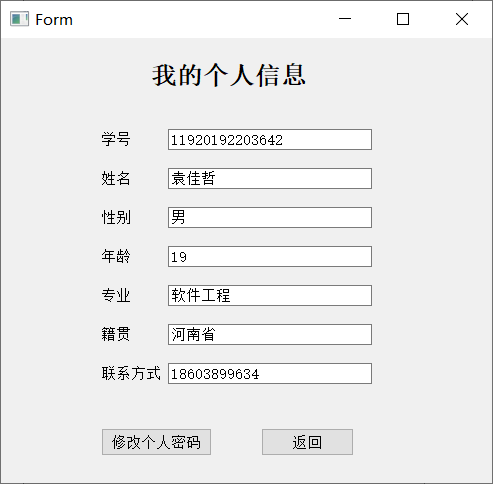 Form
我的个人信息
学号 11920192203642
姓名 袁佳哲
性别 男
年龄 19
专业 软件工程
籍贯 河南省
联系方式 18603899634
修改个人密码 返回